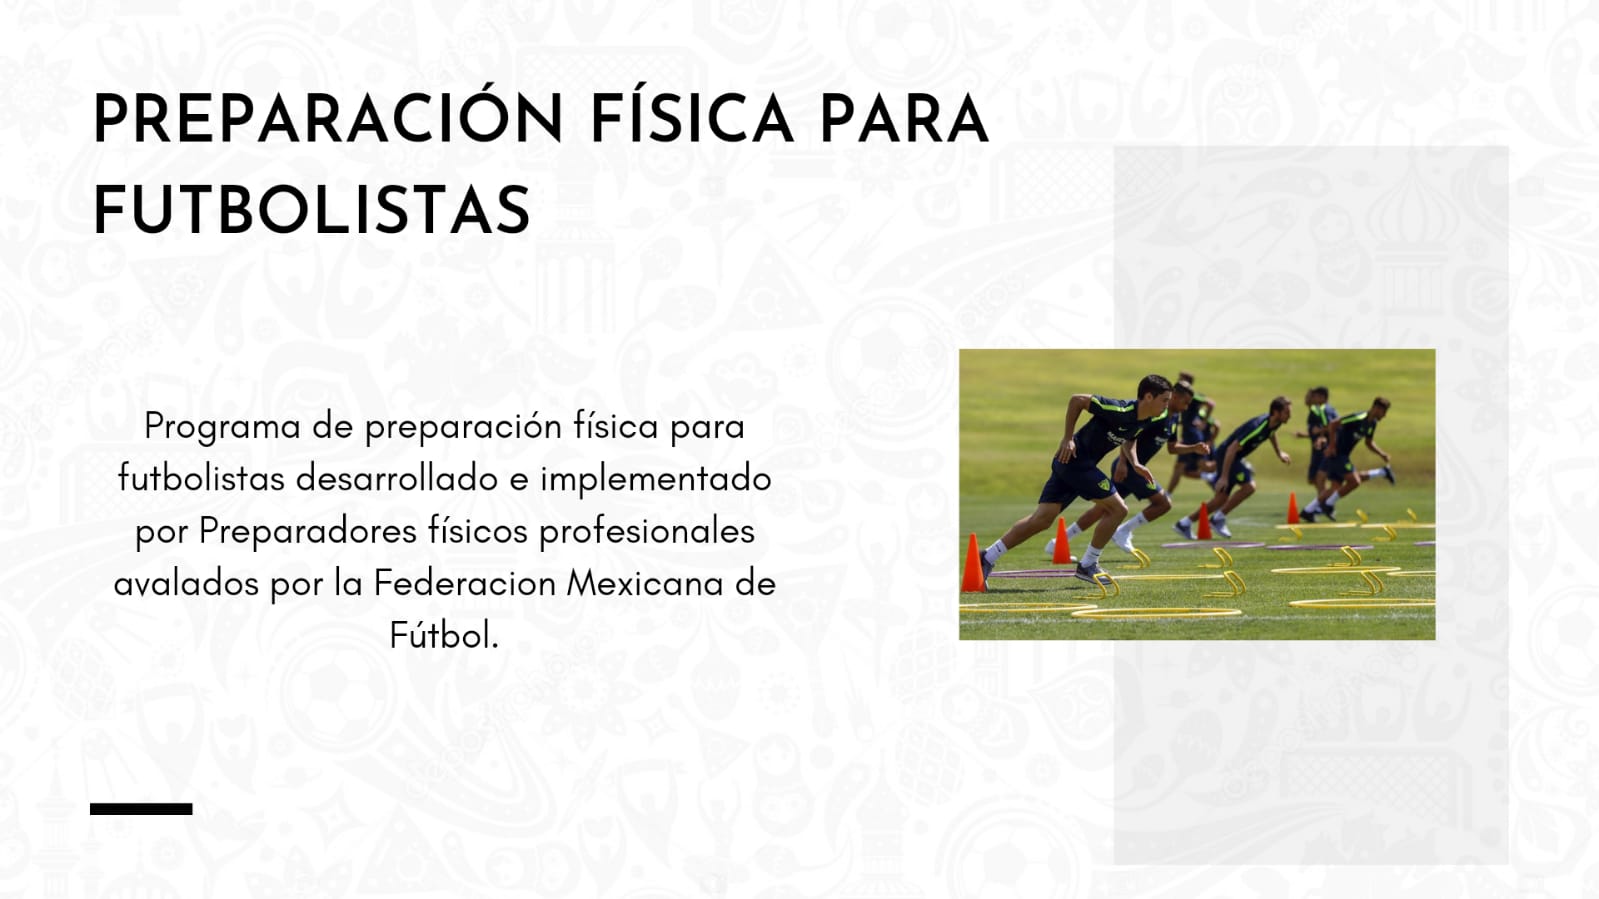 PREPARACIÓN FÍSICA PARA
FUTBOLISTAS
Programa de preparación física para
futbolistas desarrollado e implementado
por Preparadores físicos profesionales
avalados por la Federacion Mexicana de
Fútbol.